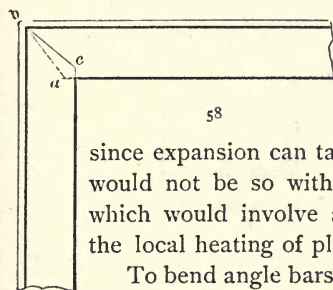 v
c
a
58
since expansion can ta
would not be so with
which would involve a
the local heating of pl
To bend angle bars